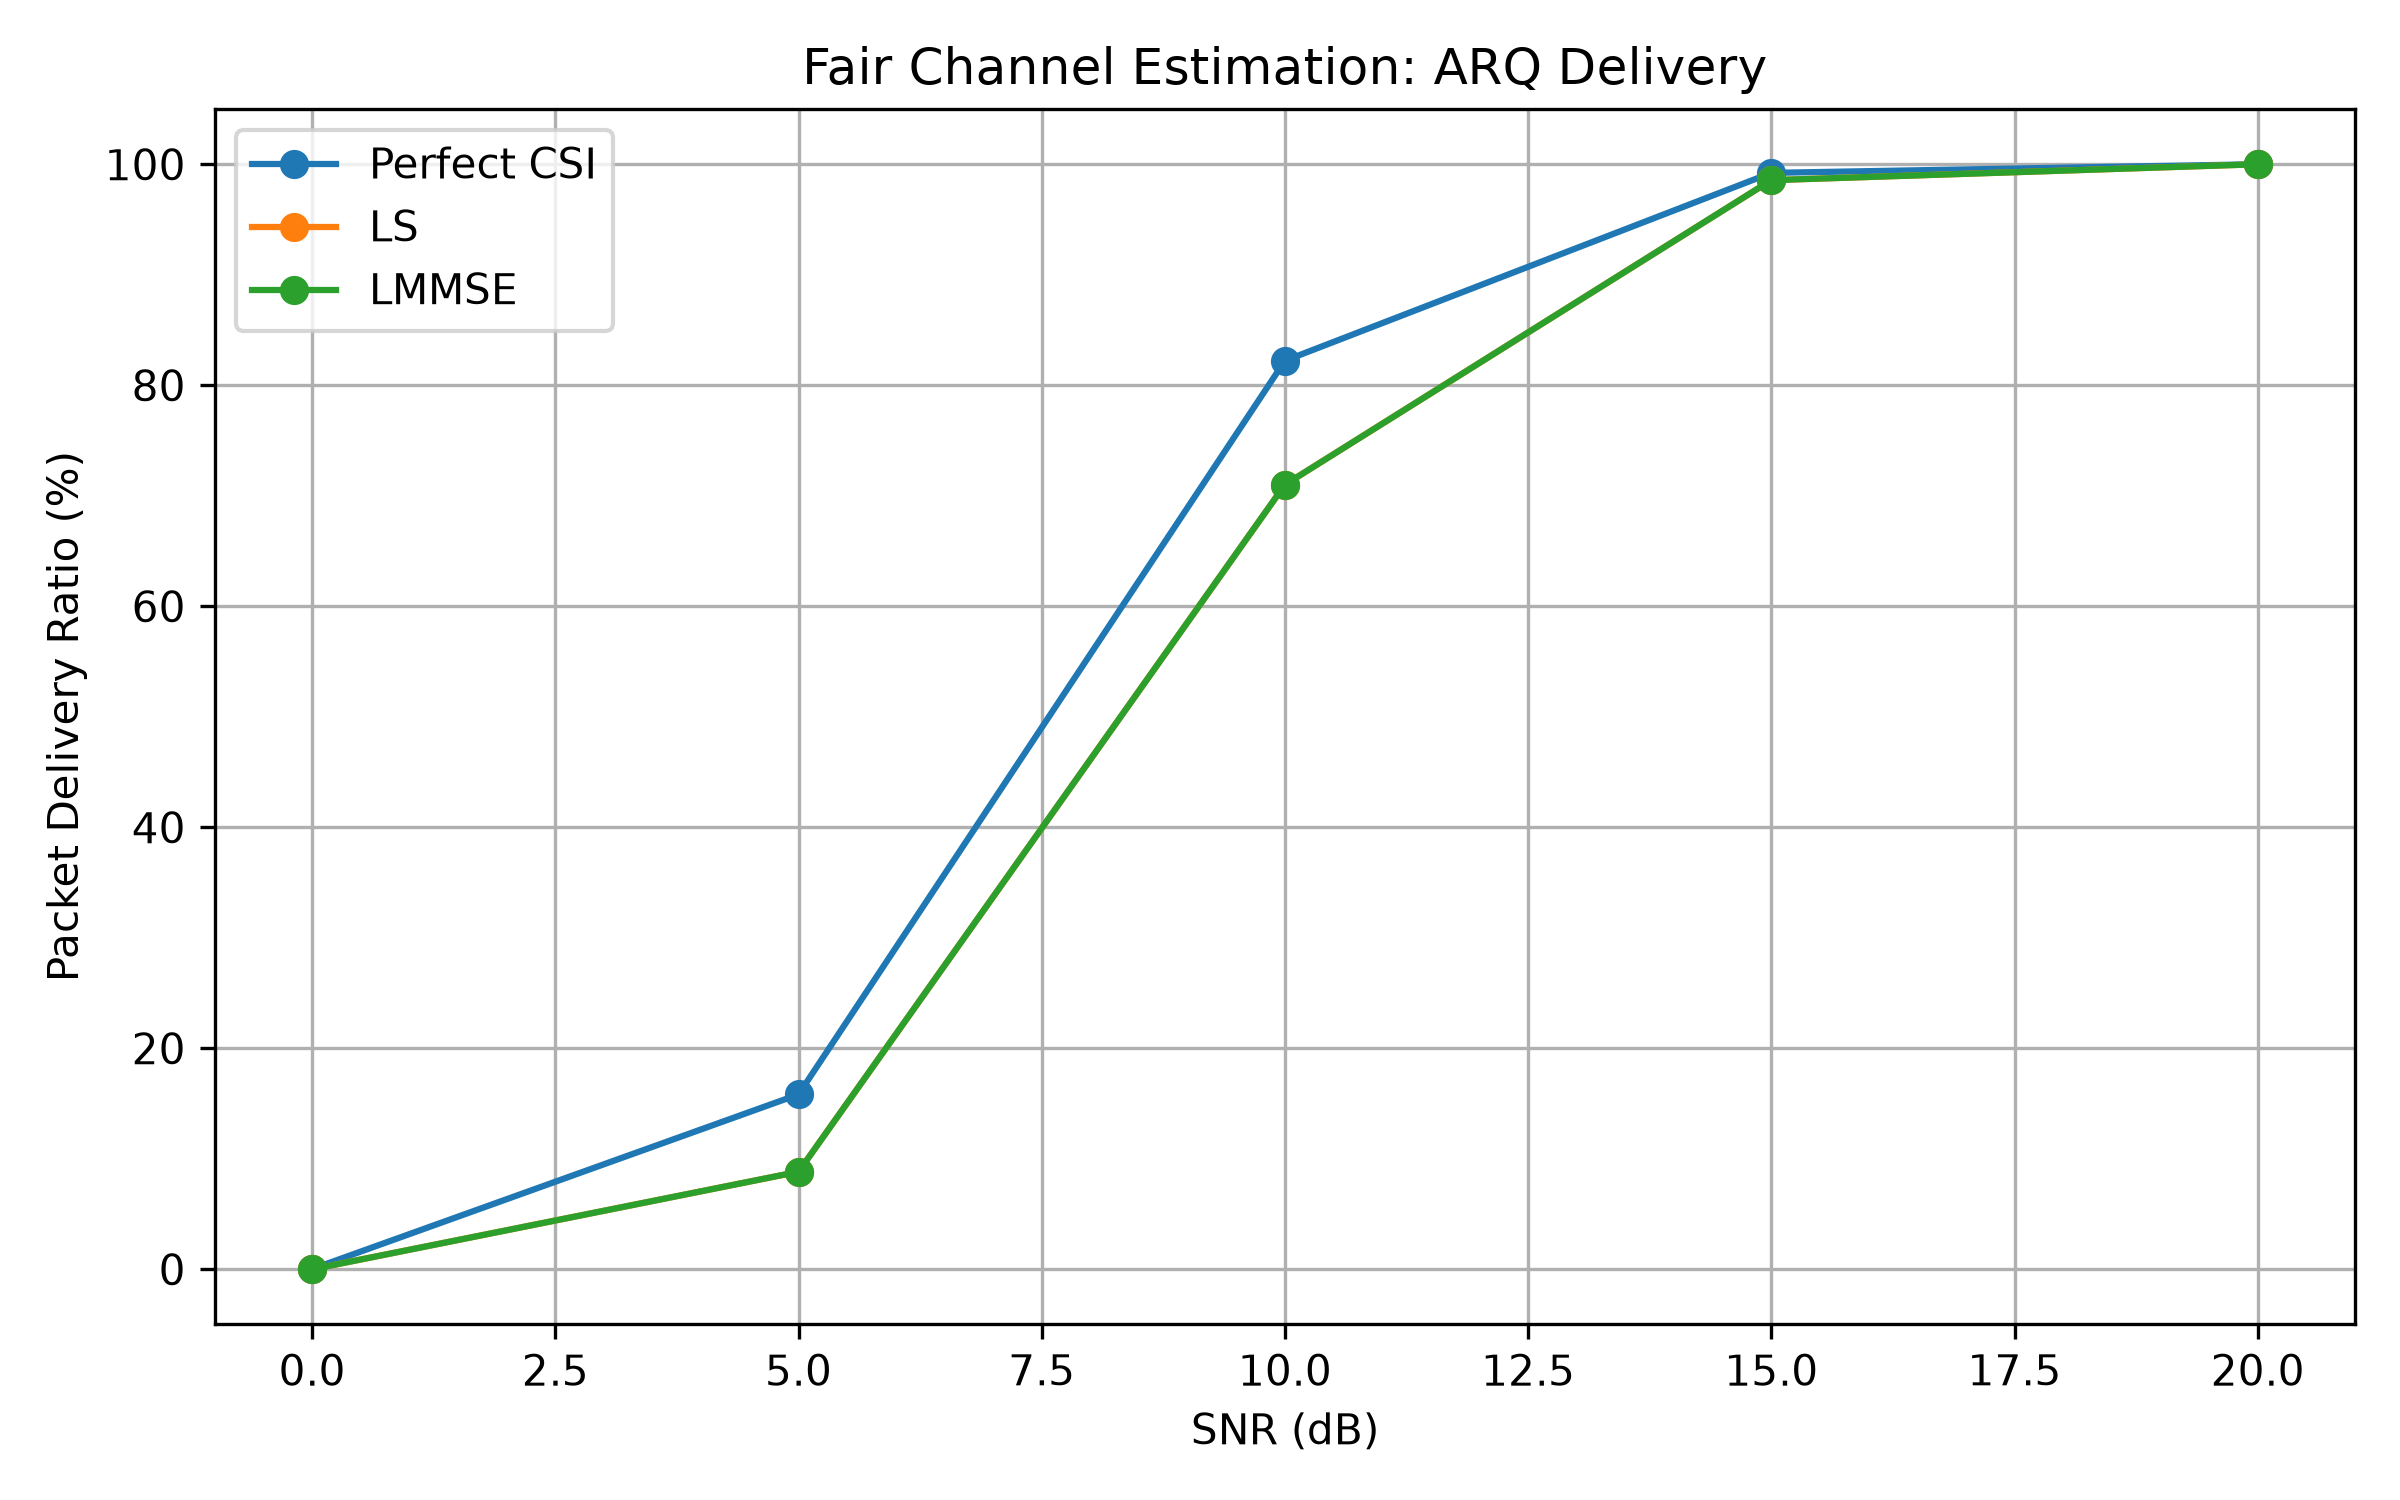 Fair Channel Estimation: ARQ Delivery
Perfect CSI
LS
LMMSE
Packet Delivery Ratio (%)
100
80
60
40
20
0
0.0 2.5 5.0 7.5 10.0 12.5 15.0 17.5 20.0
SNR (dB)